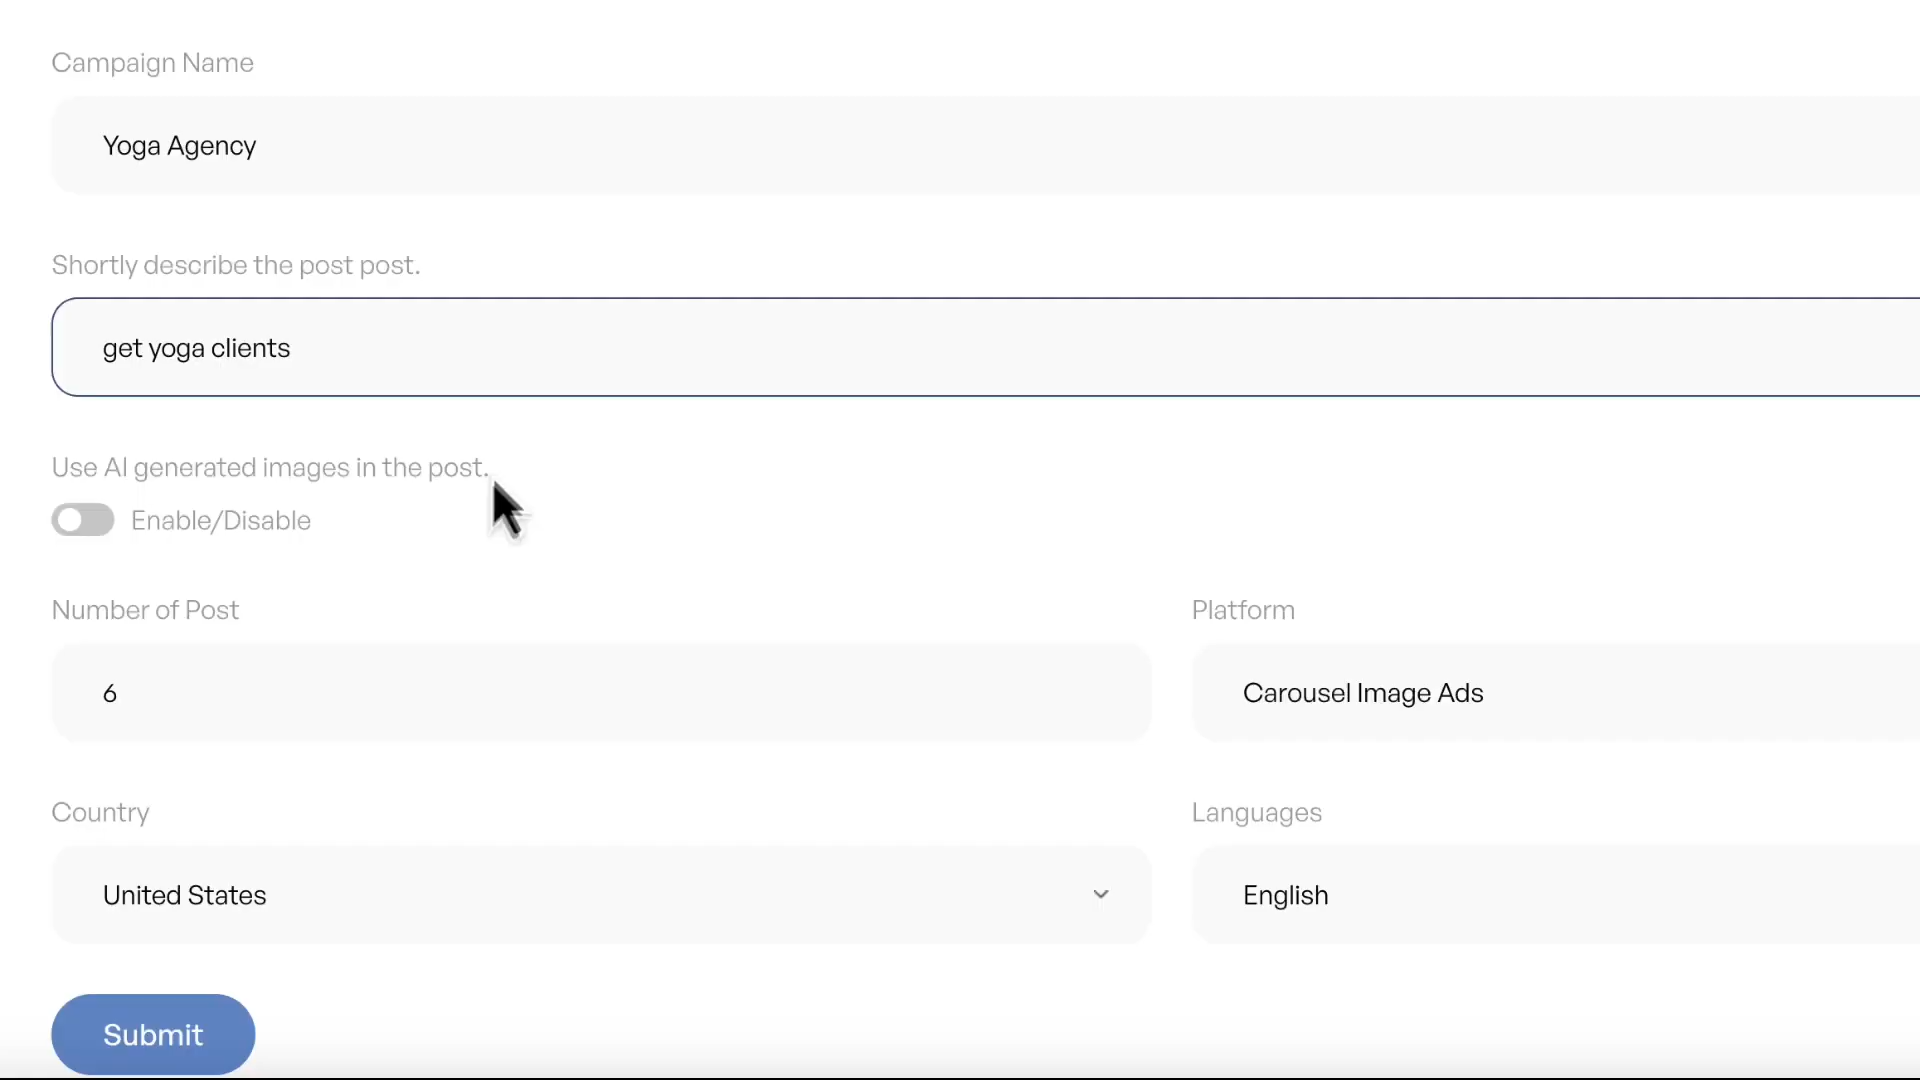 Campaign Name
Yoga Agency
Shortly describe the post post.
get yoga clients
Use AI generated images in the post.
Enable/Disable
Number of Post
Platform
6
Carousel Image Ads
Country
Languages
United States
English
Submit